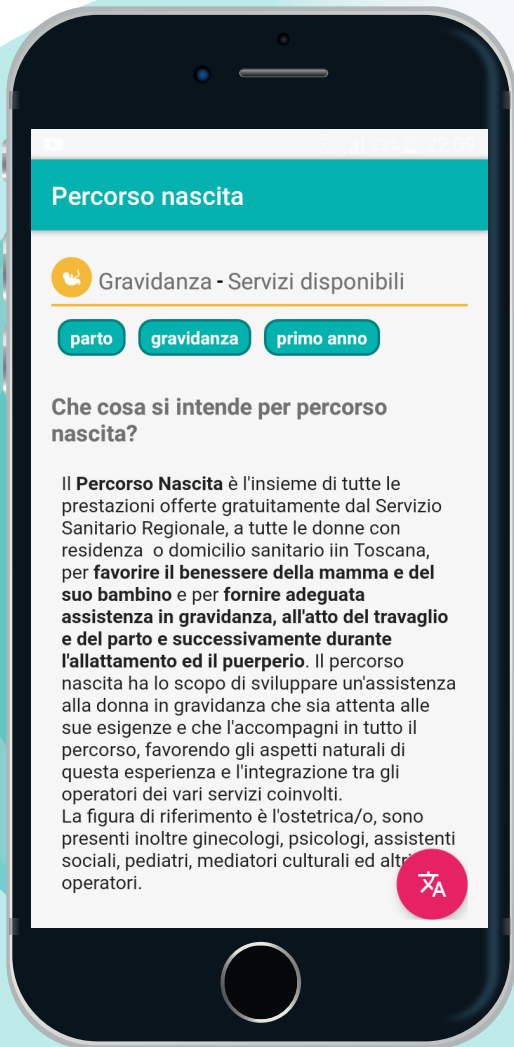 22:09
Percorso nascita
Gravidanza - Servizi disponibili
parto gravidanza primo anno
Che cosa si intende per percorso
nascita?
Il Percorso Nascita è l'insieme di tutte le
prestazioni offerte gratuitamente dal Servizio
Sanitario Regionale, a tutte le donne con
residenza  o domicilio sanitario iin Toscana,
per favorire il benessere della mamma e del
suo bambino e per fornire adeguata
assistenza in gravidanza, all'atto del travaglio
e del parto e successivamente durante
l'allattamento ed il puerperio. Il percorso
nascita ha lo scopo di sviluppare un'assistenza
alla donna in gravidanza che sia attenta alle
sue esigenze e che l'accompagni in tutto il
percorso, favorendo gli aspetti naturali di
questa esperienza e l'integrazione tra gli
operatori dei vari servizi coinvolti.
La figura di riferimento è l'ostetrica/o, sono
presenti inoltre ginecologi, psicologi, assistenti
sociali, pediatri, mediatori culturali ed altri
operatori.